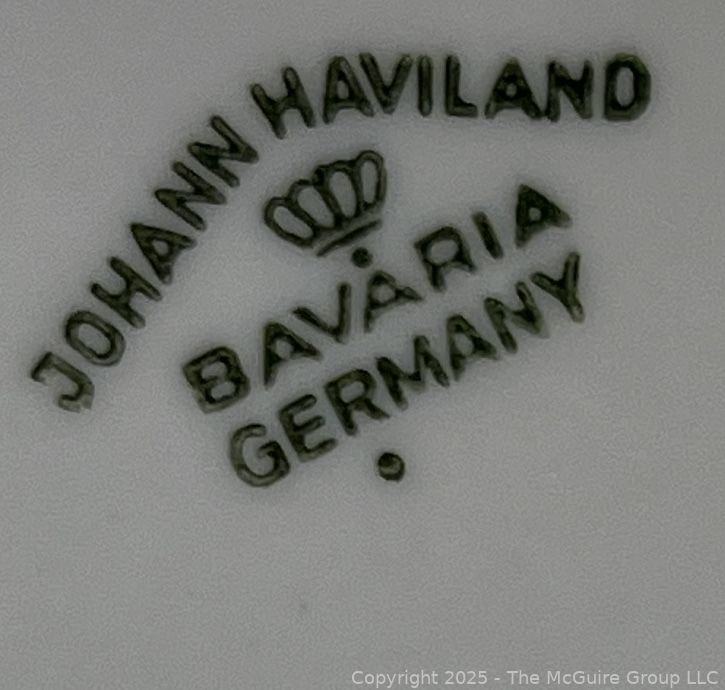 JOHANN HAVILAND
BAVARIA
GERMANY
Copyright 2025 - The McGuire Group LLC